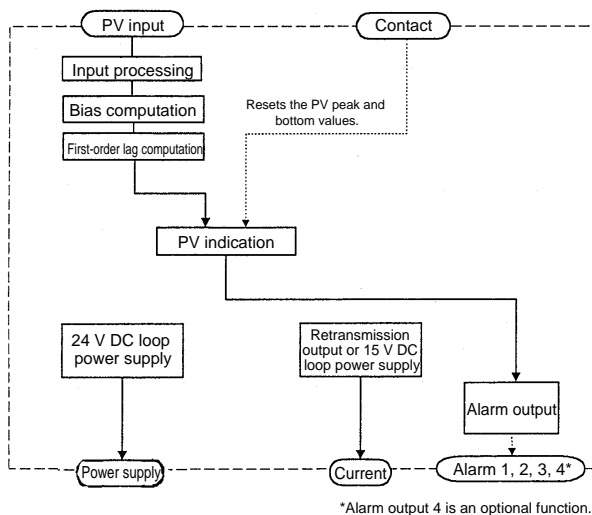 PV input
Contact
Input processing
Bias computation
First-order lag computation
Resets the PV peak and
bottom values.
PV indication
24 V DC loop
power supply
Retransmission
output or 15 V DC
loop power supply
Alarm output
Power supply
Current
Alarm 1, 2, 3, 4*
*Alarm output 4 is an optional function.